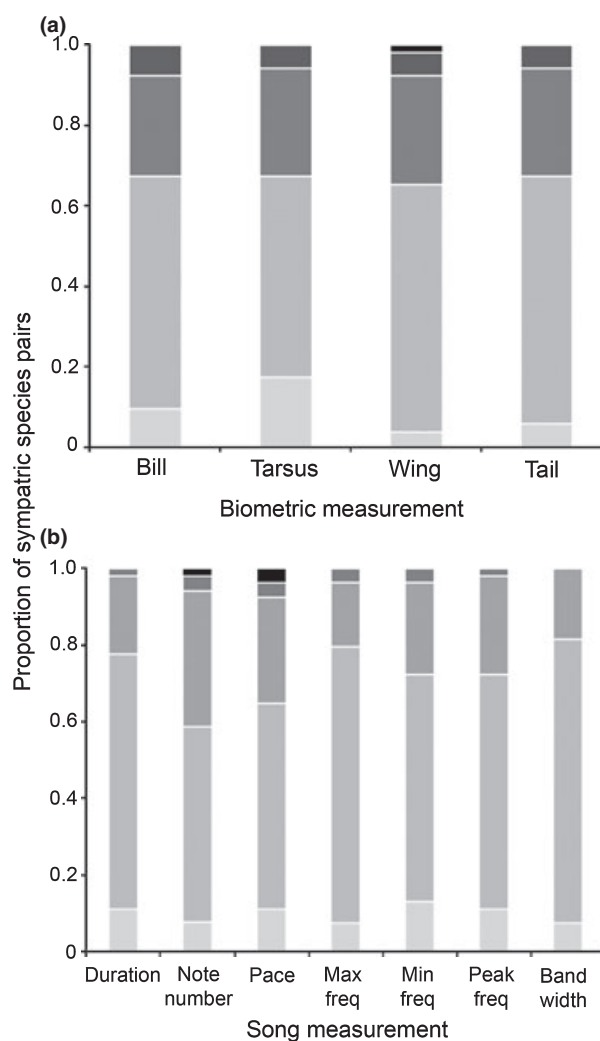 (a)
1.0
0.8
0.6
0.4
0.2
0
Bill Tarsus Wing Tail
Biometric measurement
Proportion of sympatric species pairs
(b)
1.0
0.8
0.6
0.4
0.2
0
Duration Note Pace Max Min Peak Band
number freq freq freq width
Song measurement